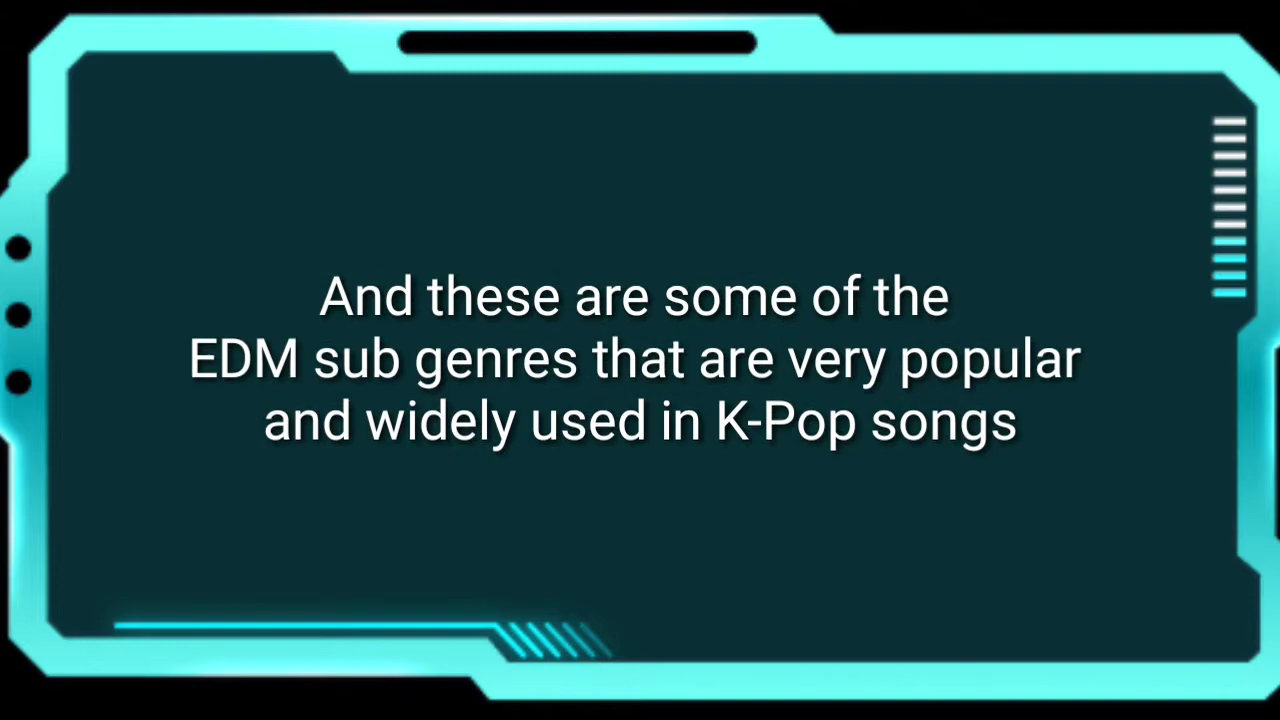 And these are some of the
EDM sub genres that are very popular
and widely used in K-Pop songs